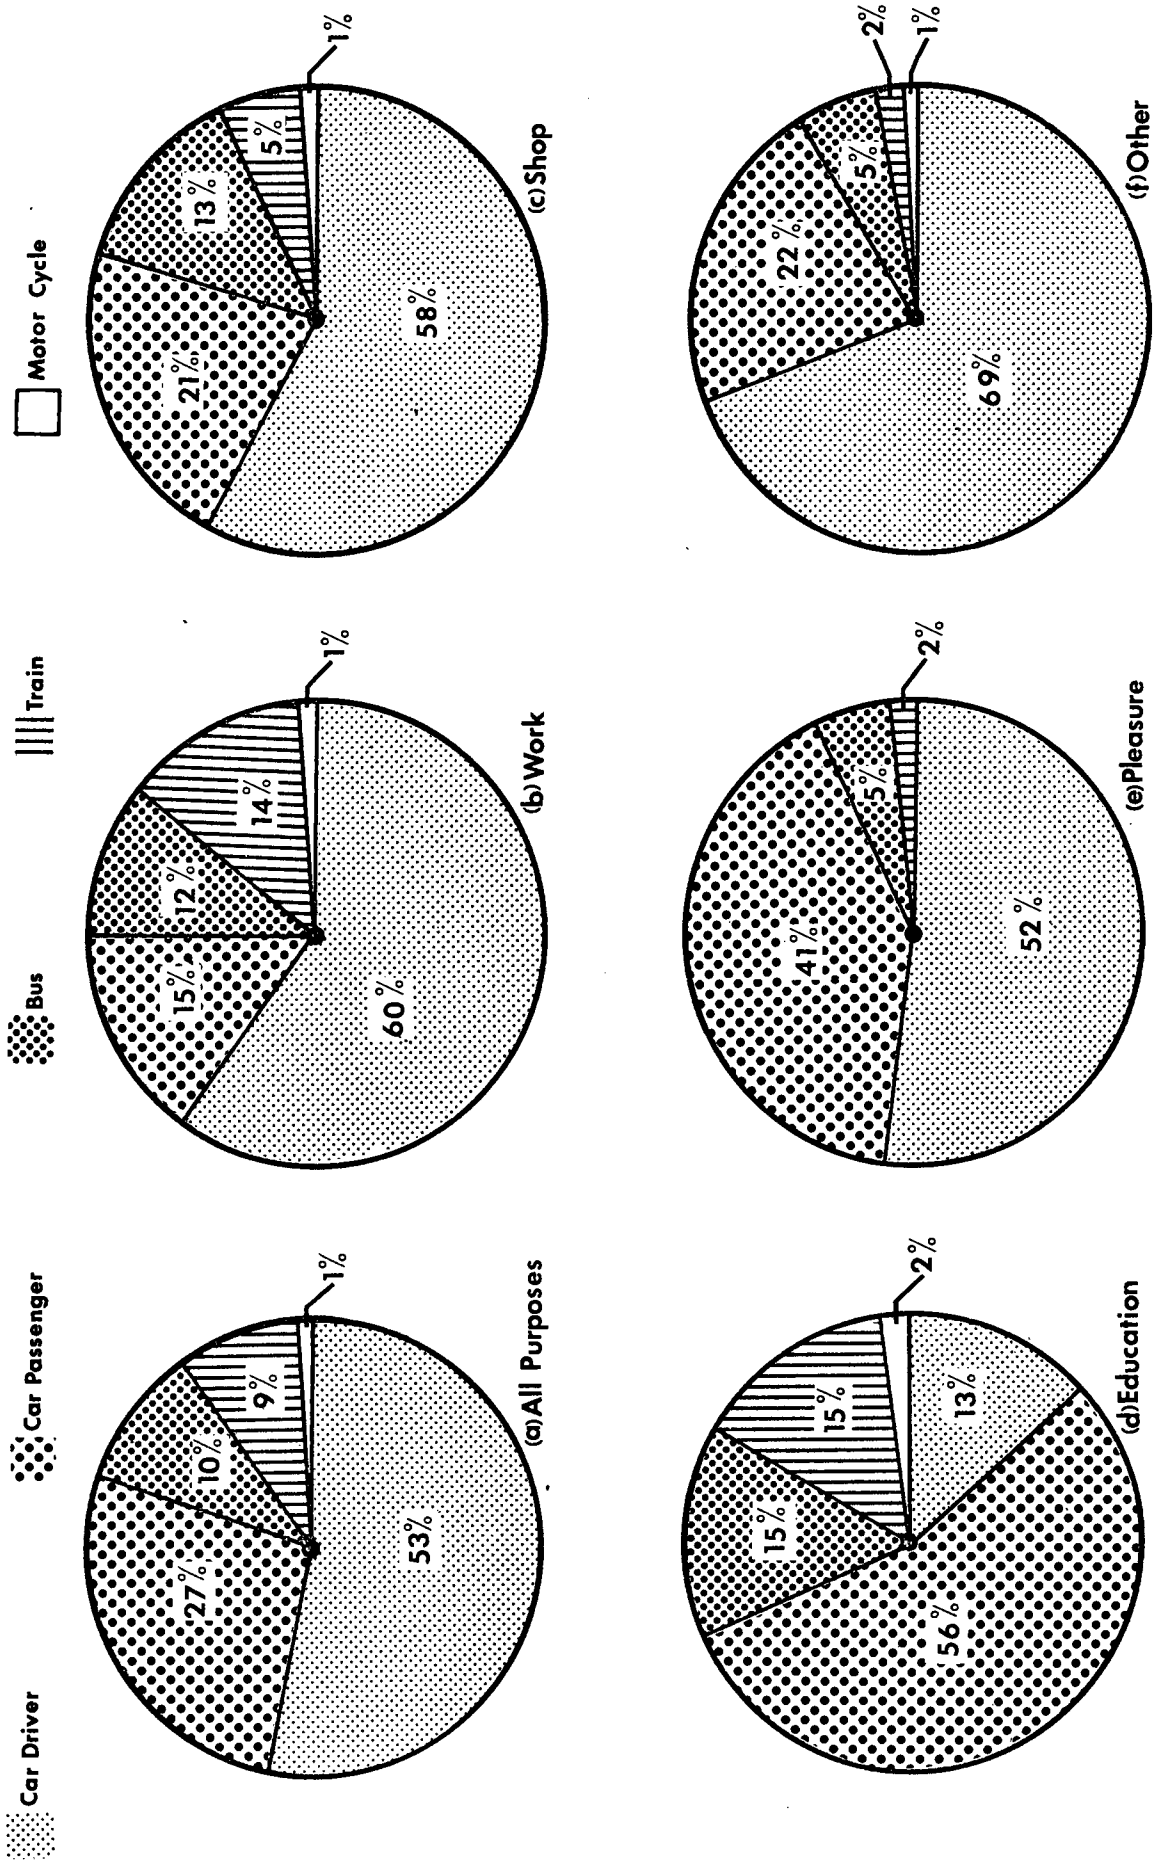 Car Driver
Car Passenger
Bus
Train
Motor Cycle
27%
10%
9%
1%
53%
(a)All Purposes
15%
12%
14%
1%
60%
(b)Work
21%
13%
5%
1%
58%
(c)Shop
15%
15%
2%
13%
56%
(d)Education
41%
5%
2%
52%
(e)Pleasure
22%
5%
2%
1%
69%
(f)Other